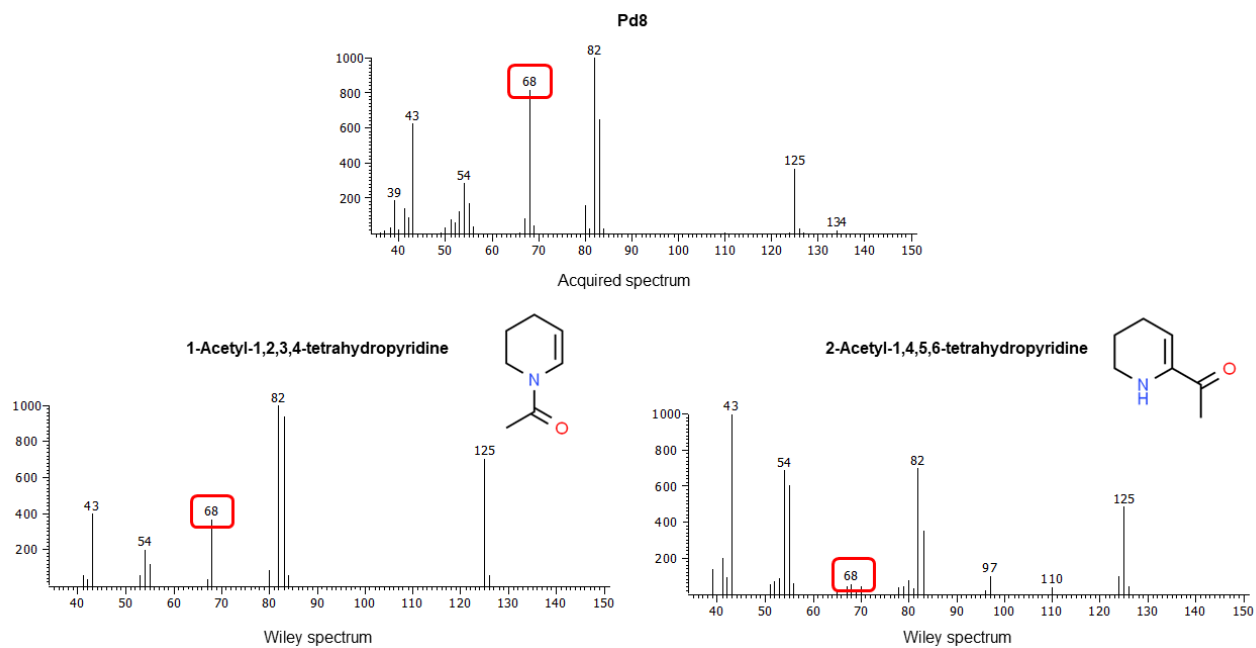 Pd8
1000
800
600
400
200
39
43
54
68
82
125
134
40 50 60 70 80 90 100 110 120 130 140 150
Acquired spectrum
1-Acetyl-1,2,3,4-tetrahydropyridine
N
O
1000
800
600
400
200
43
54
68
82
125
40 50 60 70 80 90 100 110 120 130 140 150
Wiley spectrum
2-Acetyl-1,4,5,6-tetrahydropyridine
N
H
O
1000
800
600
400
200
43
54
68
82
97
110
125
40 50 60 70 80 90 100 110 120 130 140 150
Wiley spectrum